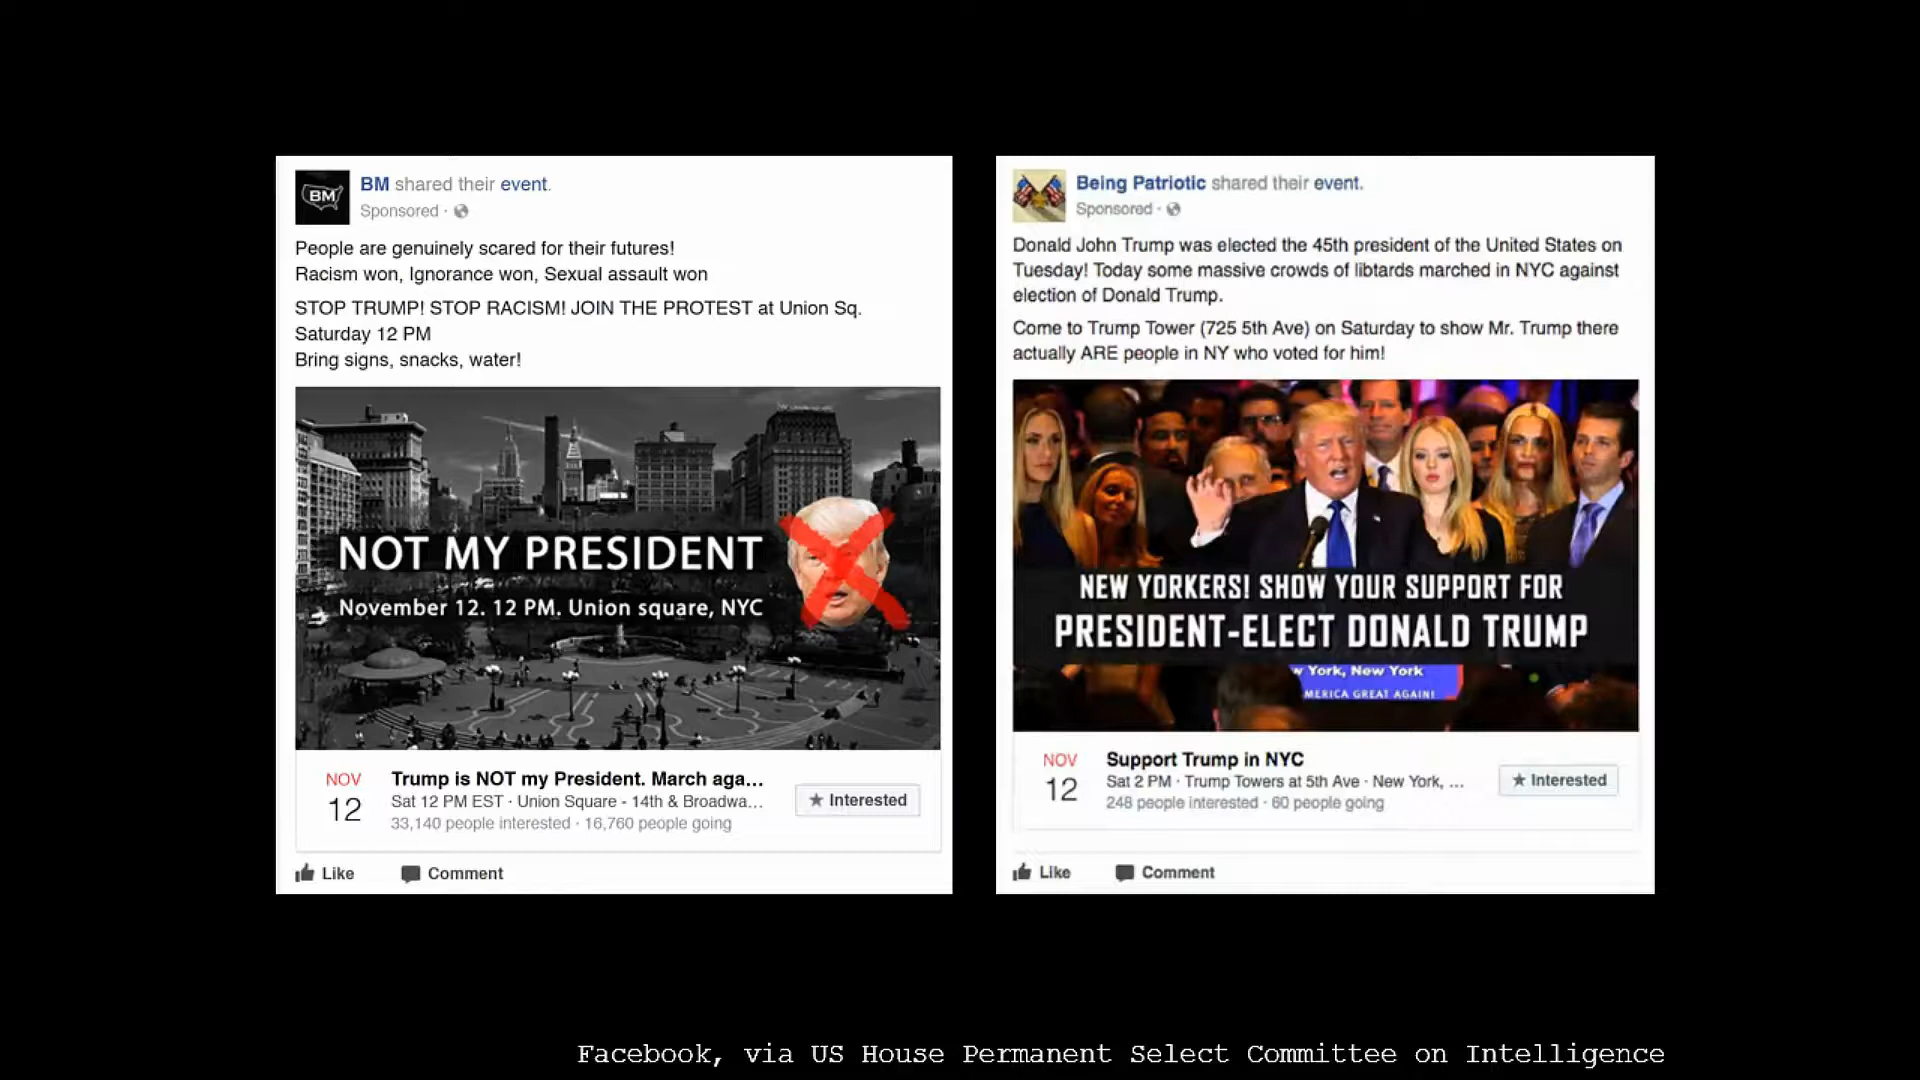 BM
BM shared their event.
Sponsored ·
People are genuinely scared for their futures!
Racism won, Ignorance won, Sexual assault won
STOP TRUMP! STOP RACISM! JOIN THE PROTEST at Union Sq.
Saturday 12 PM
Bring signs, snacks, water!
NOT MY PRESIDENT
November 12. 12 PM. Union square, NYC
NOV
12
Trump is NOT my President. March aga...
Sat 12 PM EST · Union Square - 14th & Broadwa...
33,140 people interested · 16,760 people going
★ Interested
Like
Comment
Being Patriotic shared their event.
Sponsored ·
Donald John Trump was elected the 45th president of the United States on
Tuesday! Today some massive crowds of libtards marched in NYC against
election of Donald Trump.
Come to Trump Tower (725 5th Ave) on Saturday to show Mr. Trump there
actually ARE people in NY who voted for him!
NEW YORKERS! SHOW YOUR SUPPORT FOR
PRESIDENT-ELECT DONALD TRUMP
w York, New York
MERICA GREAT AGAIN!
NOV
12
Support Trump in NYC
Sat 2 PM · Trump Towers at 5th Ave · New York, ...
248 people interested · 60 people going
★ Interested
Like
Comment
Facebook, via US House Permanent Select Committee on Intelligence